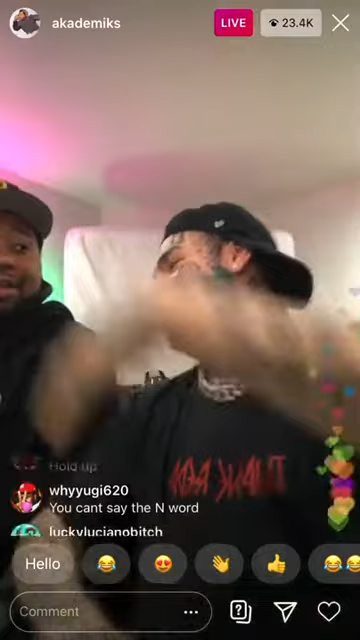 akademiks
LIVE
23.4K
Hold up
whyyugi620
You cant say the N word
luckylucianobitch
Hello
Comment